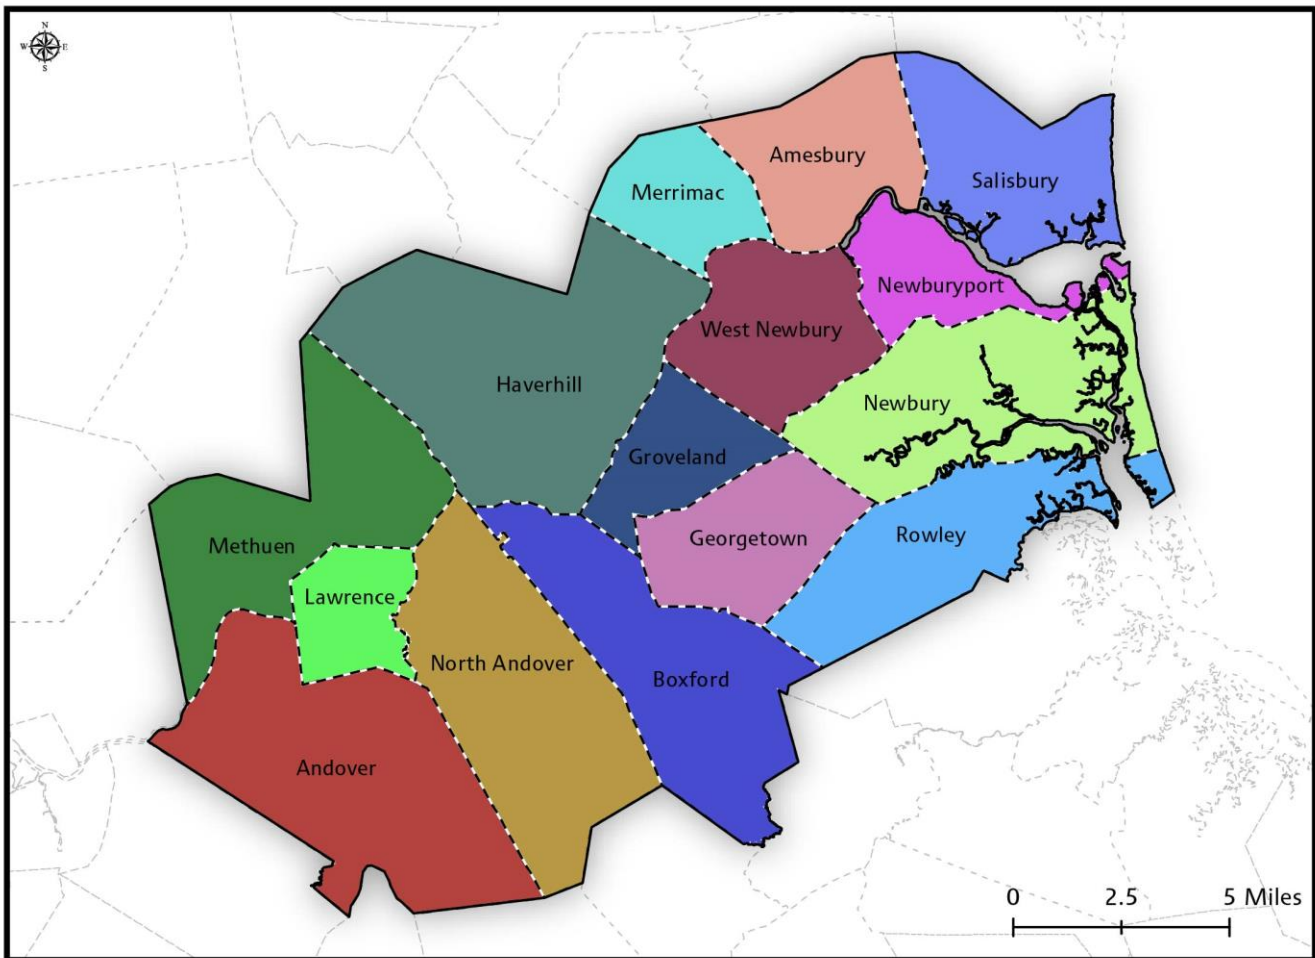 N
W E
S
Amesbury
Salisbury
Merrimac
Newburyport
West Newbury
Haverhill
Newbury
Groveland
Georgetown
Rowley
Methuen
Lawrence
North Andover
Boxford
Andover
0 2.5 5 Miles